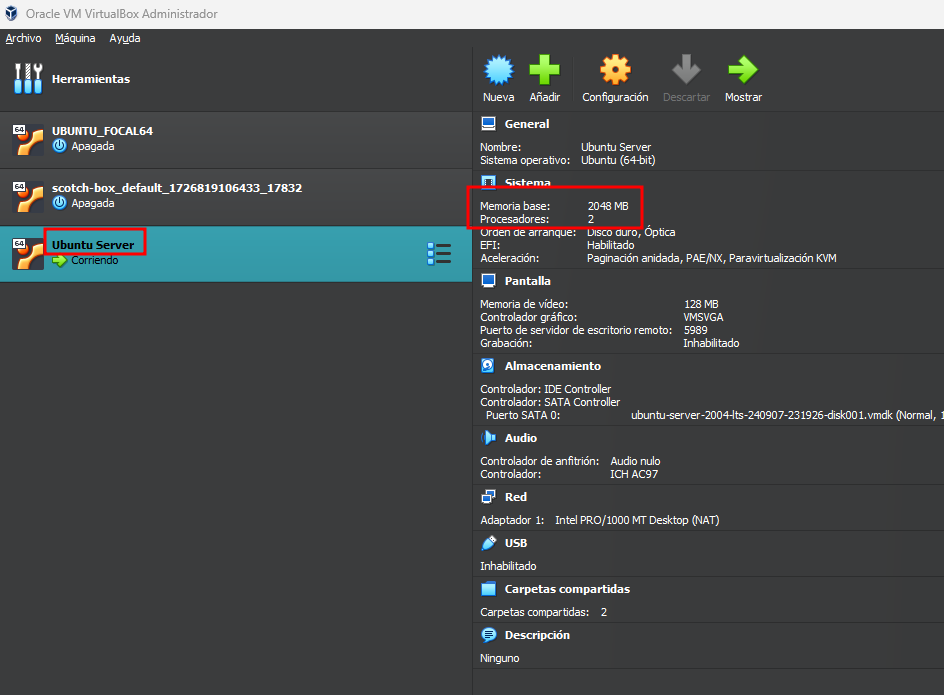 Oracle VM VirtualBox Administrador
Archivo Máquina Ayuda
Herramientas
64
UBUNTU_FOCAL64
Apagada
64
scotch-box_default_1726819106433_17832
Apagada
64
Ubuntu Server
Corriendo
Nueva Añadir Configuración Descartar Mostrar
General
Nombre: Ubuntu Server
Sistema operativo: Ubuntu (64-bit)
Sistema
Memoria base: 2048 MB
Procesadores: 2
Orden de arranque: Disco duro, Óptica
EFI: Habilitado
Aceleración: Paginación anidada, PAE/NX, Paravirtualización KVM
Pantalla
Memoria de vídeo: 128 MB
Controlador gráfico: VMSVGA
Puerto de servidor de escritorio remoto: 5989
Grabación: Inhabilitado
Almacenamiento
Controlador: IDE Controller
Controlador: SATA Controller
Puerto SATA 0: ubuntu-server-2004-lts-240907-231926-disk001.vmdk (Normal, 1
Audio
Controlador de anfitrión: Audio nulo
Controlador: ICH AC97
Red
Adaptador 1: Intel PRO/1000 MT Desktop (NAT)
USB
Inhabilitado
Carpetas compartidas
Carpetas compartidas: 2
Descripción
Ninguno